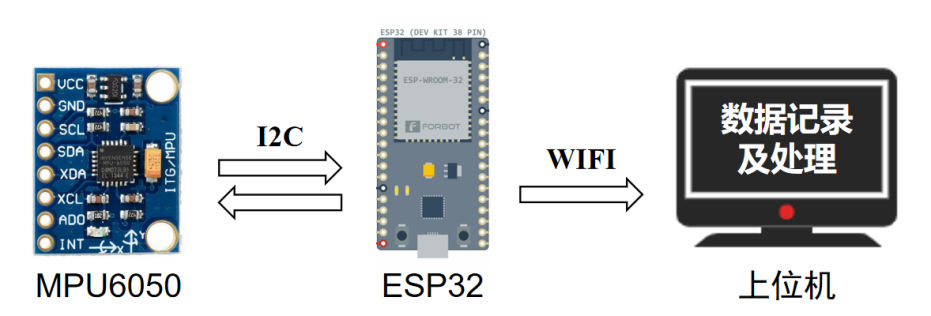 ESP32 (DEV KIT 38 PIN)
VCC
GND
SCL
SDA
XDA
XCL
ADO
INT
ITG/MPU
Y
X
I2C
ESP-WROOM-32
FORBOT
WIFI
数据记录
及处理
MPU6050
ESP32
上位机